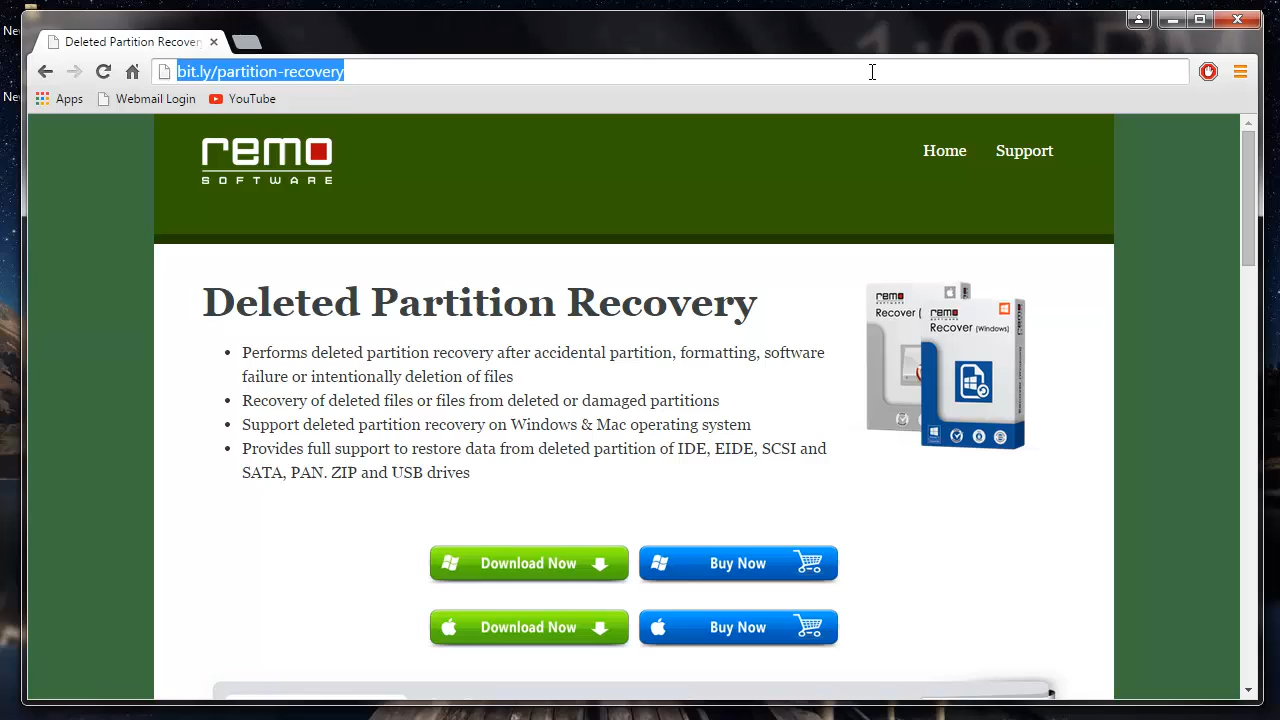 Deleted Partition Recovery
bit.ly/partition-recovery
Apps Webmail Login YouTube
remo
SOFTWARE
Home Support
Deleted Partition Recovery
• Performs deleted partition recovery after accidental partition, formatting, software
failure or intentionally deletion of files
• Recovery of deleted files or files from deleted or damaged partitions
• Support deleted partition recovery on Windows & Mac operating system
• Provides full support to restore data from deleted partition of IDE, EIDE, SCSI and
SATA, PAN. ZIP and USB drives
remo
Recover (
remo
Recover (Windows)
Download Now Buy Now
Download Now Buy Now